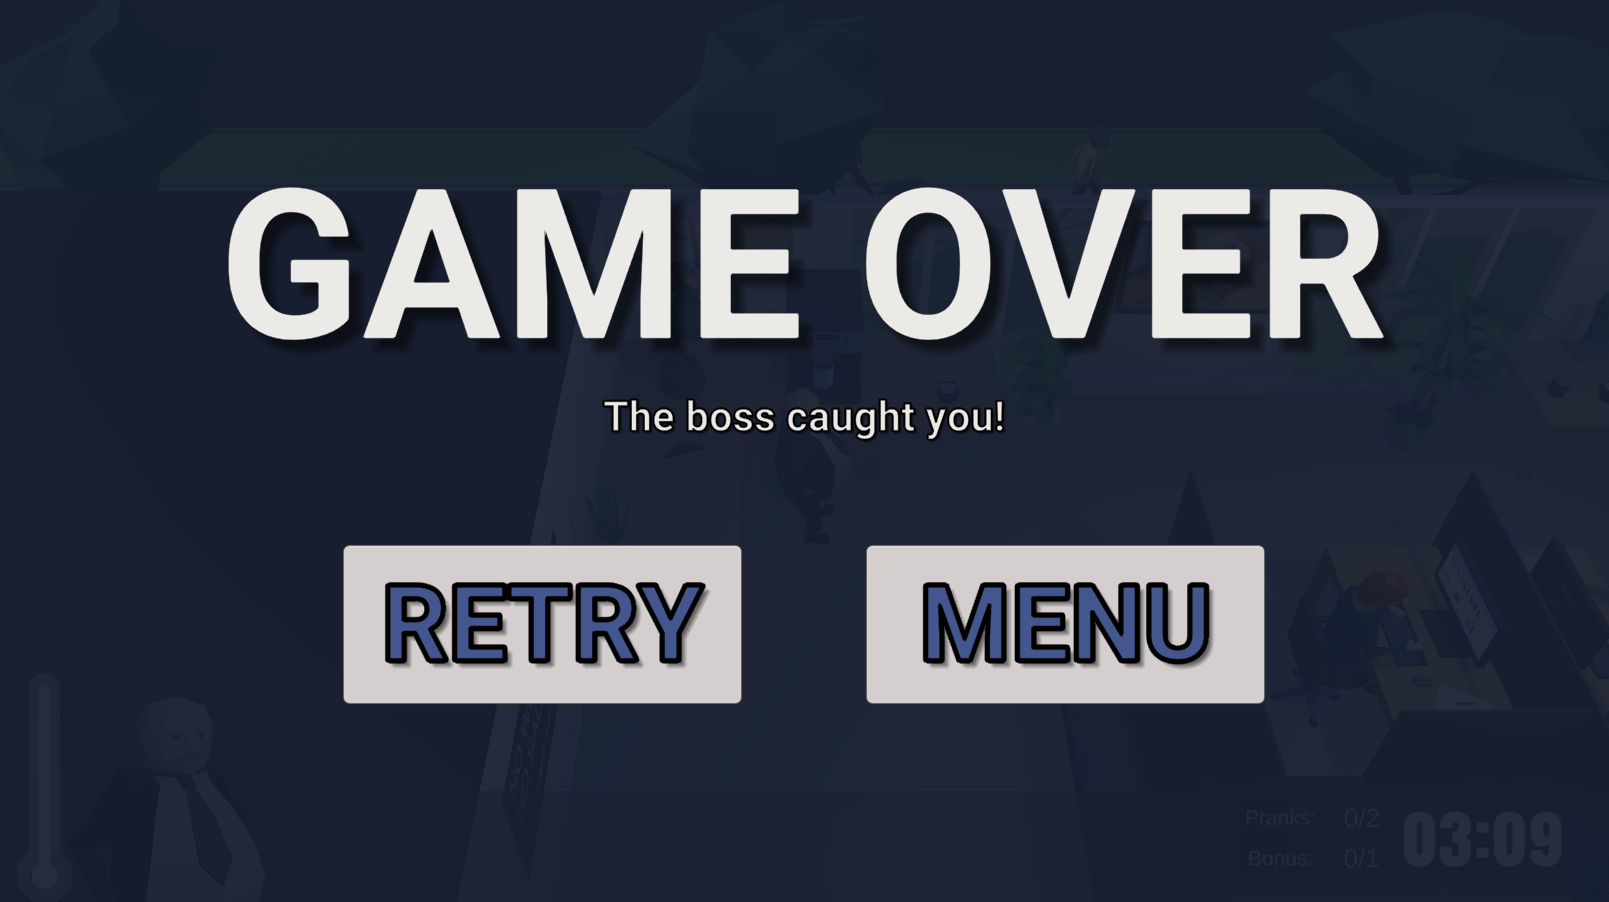 GAME OVER
The boss caught you!
RETRY
MENU
Pranks: 0/2
Bonus: 0/1
03:09